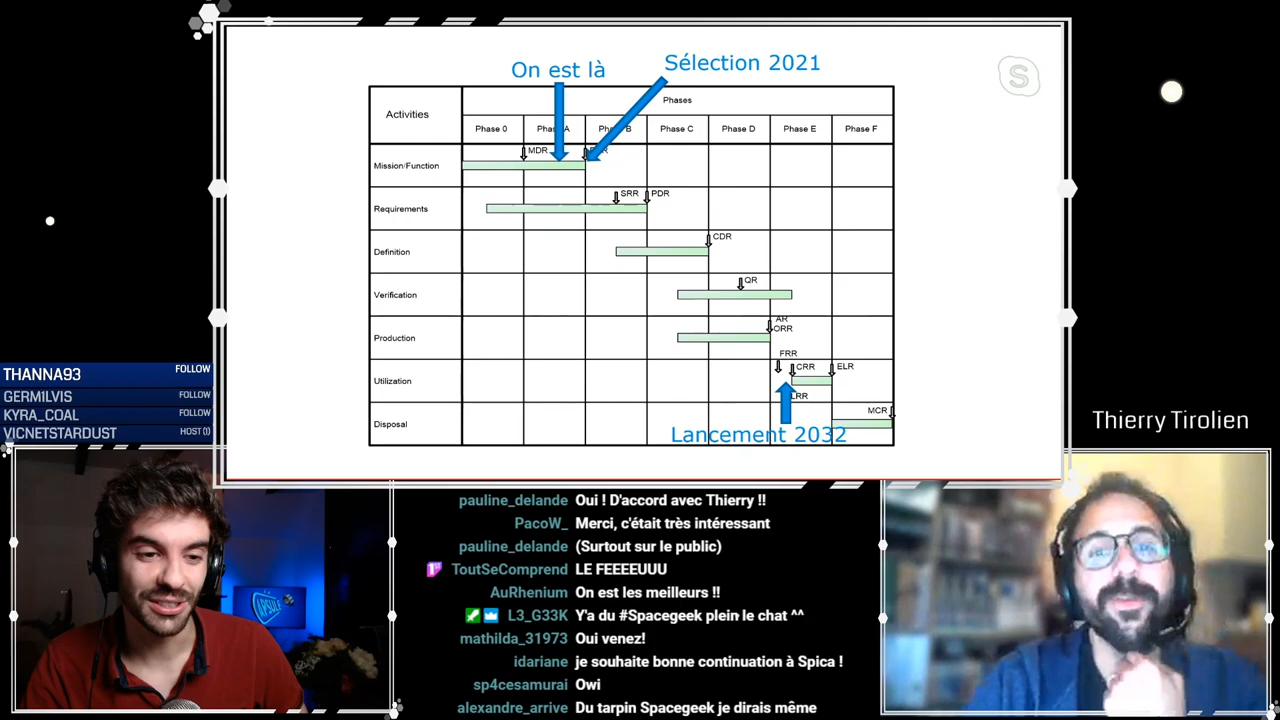 On est là
Sélection 2021
S
Activities
Phases
Phase 0
Phase C
Phase D
Phase E
Phase F
Mission/Function
MDR
Requirements
SRR
PDR
Definition
CDR
Verification
QR
Production
AR
ORR
Utilization
FRR
CRR
ELR
LRR
Disposal
MCR
Lancement 2032
THANNA93 FOLLOW
GERMILVIS FOLLOW
KYRA_COAL FOLLOW
VICNETSTARDUST HOST (1)
Thierry Tirolien
pauline_delande Oui ! D'accord avec Thierry !!
PacoW_ Merci, c'était très intéressant
pauline_delande (Surtout sur le public)
ToutSeComprend LE FEEEEUUU
AuRhenium On est les meilleurs !!
L3_G33K Y'a du #Spacegeek plein le chat ^^
mathilda_31973 Oui venez!
idariane je souhaite bonne continuation à Spica !
sp4cesamurai Owi
alexandre_arrive Du tarpin Spacegeek je dirais même